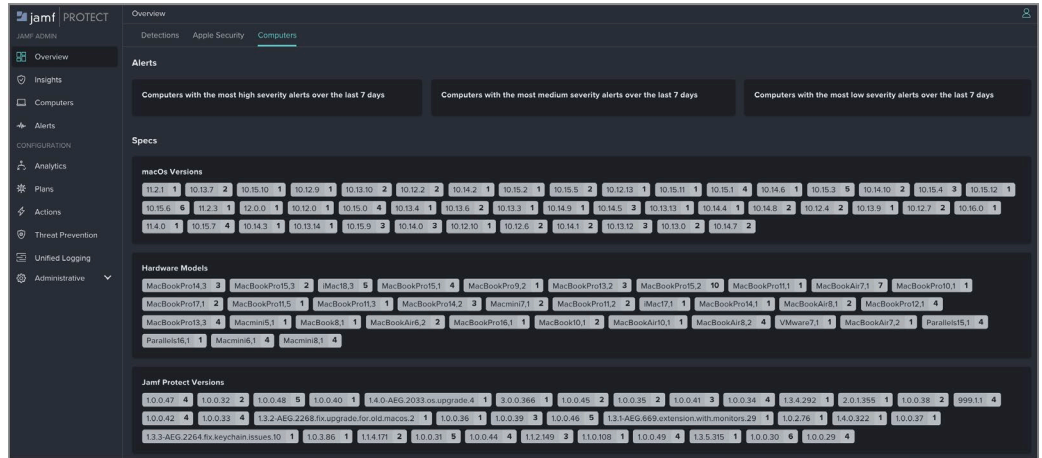 jamf PROTECT
Overview
JAMF ADMIN
Detections Apple Security Computers
Overview
Insights
Computers
Alerts
CONFIGURATION
Analytics
Plans
Actions
Threat Prevention
Unified Logging
Administrative
Alerts
Computers with the most high severity alerts over the last 7 days
Computers with the most medium severity alerts over the last 7 days
Computers with the most low severity alerts over the last 7 days
Specs
macOs Versions
11.2.1 1 10.13.7 2 10.15.10 1 10.12.9 1 10.13.10 2 10.12.2 2 10.14.2 1 10.15.2 1 10.15.5 2 10.12.13 1 10.15.11 1 10.15.1 4 10.14.6 1 10.15.3 5 10.14.10 2 10.15.4 3 10.15.12 1
10.15.6 6 11.2.3 1 12.0.0 1 10.12.0 1 10.15.0 4 10.13.4 1 10.13.6 2 10.13.3 1 10.14.9 1 10.14.5 3 10.13.13 1 10.14.4 1 10.14.8 2 10.12.4 2 10.13.9 1 10.12.7 2 10.16.0 1
11.4.0 1 10.15.7 4 10.14.3 1 10.13.14 1 10.15.9 3 10.14.0 3 10.12.10 1 10.12.6 2 10.14.1 2 10.13.12 3 10.13.0 2 10.14.7 2
Hardware Models
MacBookPro14,3 3 MacBookPro15,3 2 iMac18,3 5 MacBookPro15,1 4 MacBookPro9,2 1 MacBookPro13,2 3 MacBookPro15,2 10 MacBookPro11,1 1 MacBookAir7,1 7 MacBookPro10,1 1
MacBookPro17,1 2 MacBookPro11,5 1 MacBookPro11,3 1 MacBookPro14,2 3 Macmini7,1 2 MacBookPro11,2 2 iMac17,1 1 MacBookPro14,1 1 MacBookAir8,1 2 MacBookPro12,1 4
MacBookPro13,3 4 Macmini5,1 1 MacBook8,1 1 MacBookAir6,2 2 MacBookPro16,1 1 MacBook10,1 2 MacBookAir10,1 1 MacBookAir8,2 4 VMware7,1 1 MacBookAir7,2 1 Parallels15,1 4
Parallels16,1 1 Macmini6,1 4 Macmini8,1 4
Jamf Protect Versions
1.0.0.47 4 1.0.0.32 2 1.0.0.48 5 1.0.0.40 1 1.4.0-AEG.2033.os.upgrade.4 1 3.0.0.366 1 1.0.0.45 2 1.0.0.35 2 1.0.0.41 3 1.0.0.34 4 1.3.4.292 1 2.0.1.355 1 1.0.0.38 2 999.1.1 4
1.0.0.42 4 1.0.0.33 4 1.3.2-AEG.2268.fix.upgrade.for.old.macos.2 1 1.0.0.36 1 1.0.0.39 3 1.0.0.46 5 1.3.1-AEG.669.extension.with.monitors.29 1 1.0.2.76 1 1.4.0.322 1 1.0.0.37 1
1.3.3-AEG.2264.fix.keychain.issues.10 1 1.0.3.86 1 1.1.4.171 2 1.0.0.31 5 1.0.0.44 4 1.1.2.149 3 1.1.0.108 1 1.0.0.49 4 1.3.5.315 1 1.0.0.30 6 1.0.0.29 4